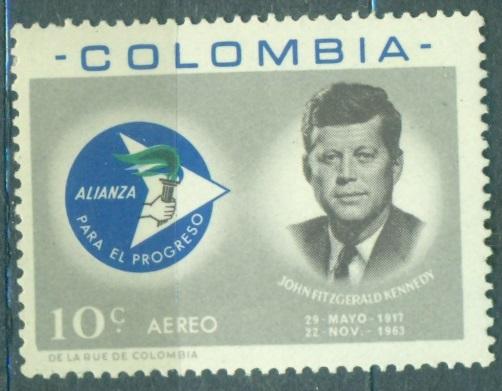 - COLOMBIA -
ALIANZA
PARA EL PROGRESO
JOHN FITZGERALD KENNEDY
29 - MAYO - 1917
22 - NOV. - 1963
10c. AEREO
DE LA RUE DE COLOMBIA